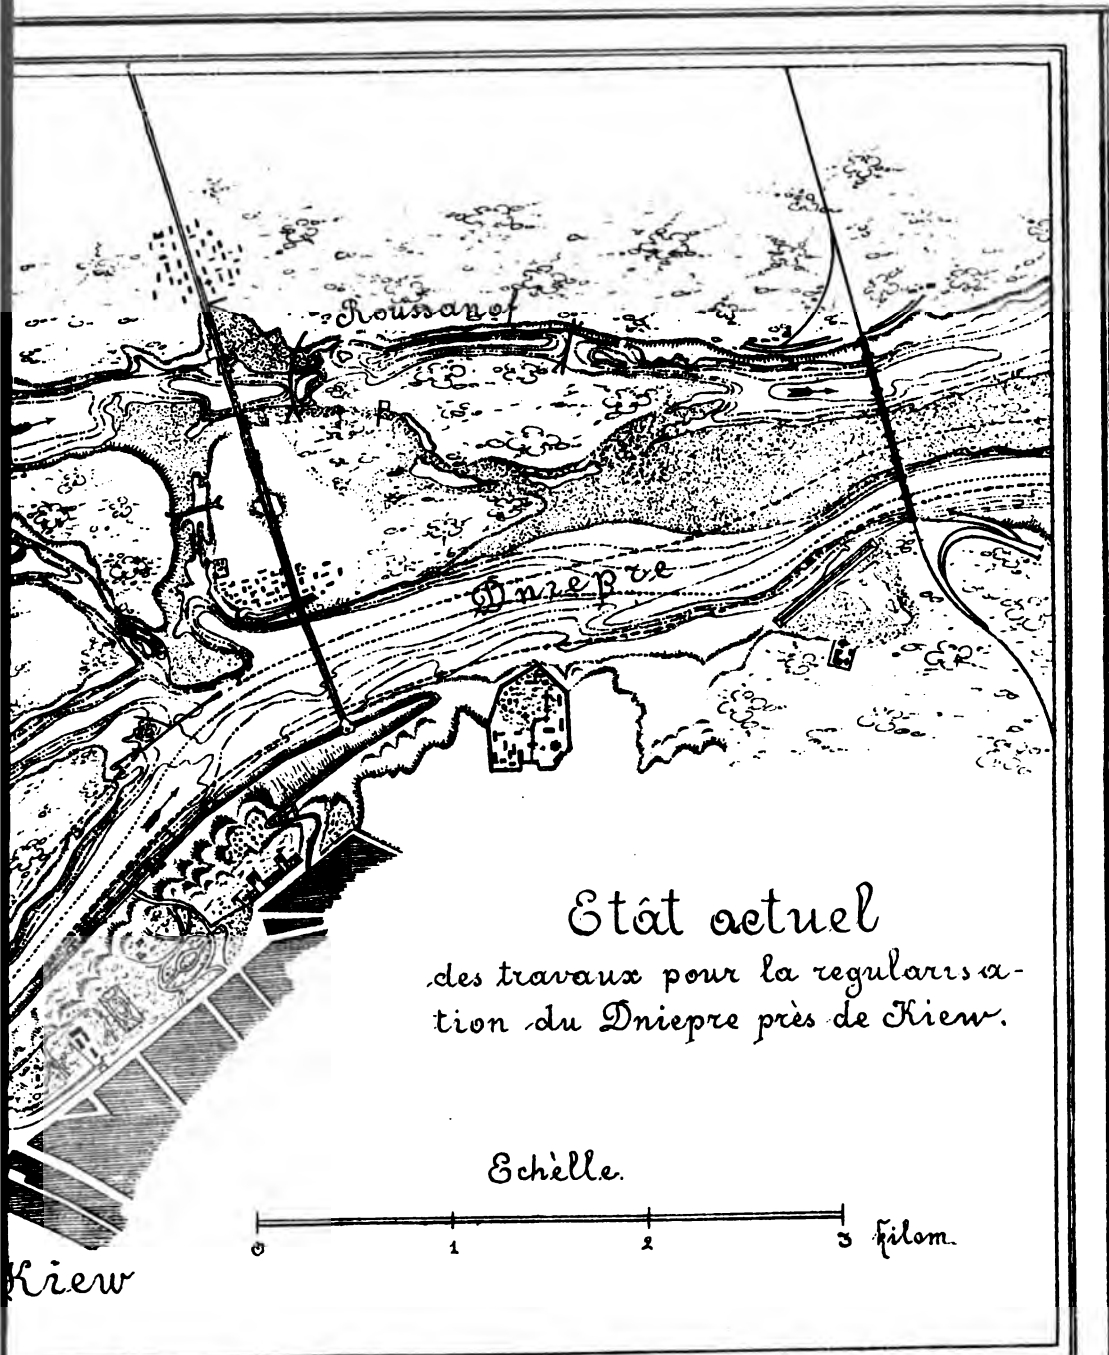 Roussanof
Dniepre
Etât actuel
des travaux pour la regularisa-
tion du Dniepre près de Kiew.
Echèlle.
0 1 2 3 Kilom.
Kiew